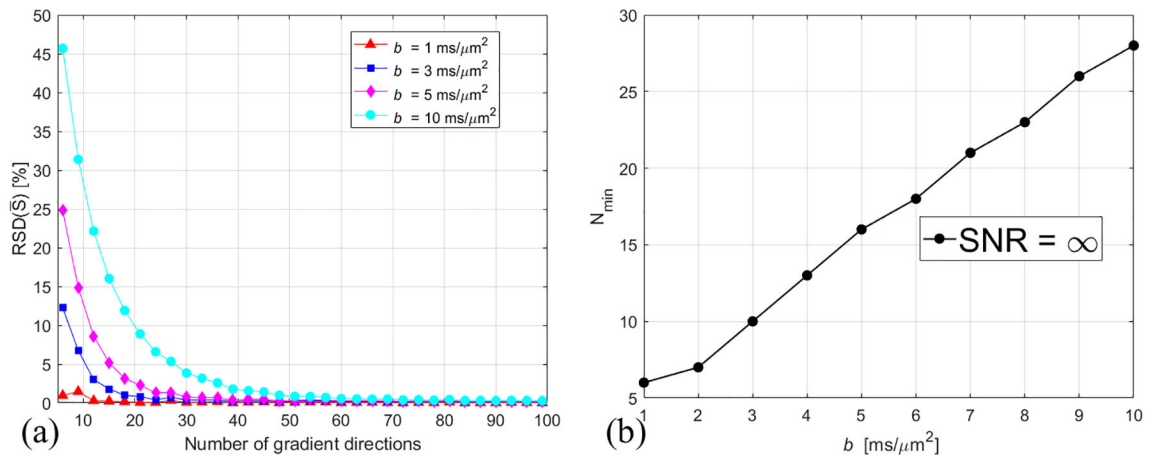 50
45
40
35
30
25
20
15
10
5
0
RSD(S̄) [%]
b = 1 ms/μm²
b = 3 ms/μm²
b = 5 ms/μm²
b = 10 ms/μm²
10 20 30 40 50 60 70 80 90 100
Number of gradient directions
(a)
30
25
20
15
10
5
N_min
SNR = ∞
1 2 3 4 5 6 7 8 9 10
b [ms/μm²]
(b)